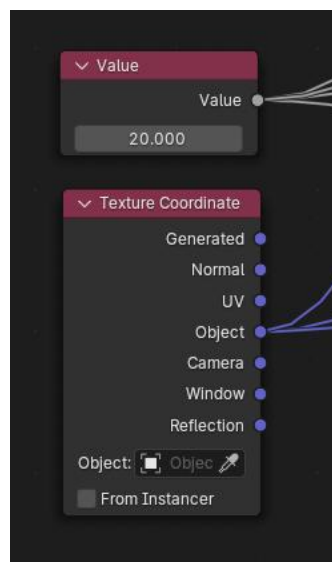 Value
Value
20.000
Texture Coordinate
Generated
Normal
UV
Object
Camera
Window
Reflection
Object: Objec
From Instancer